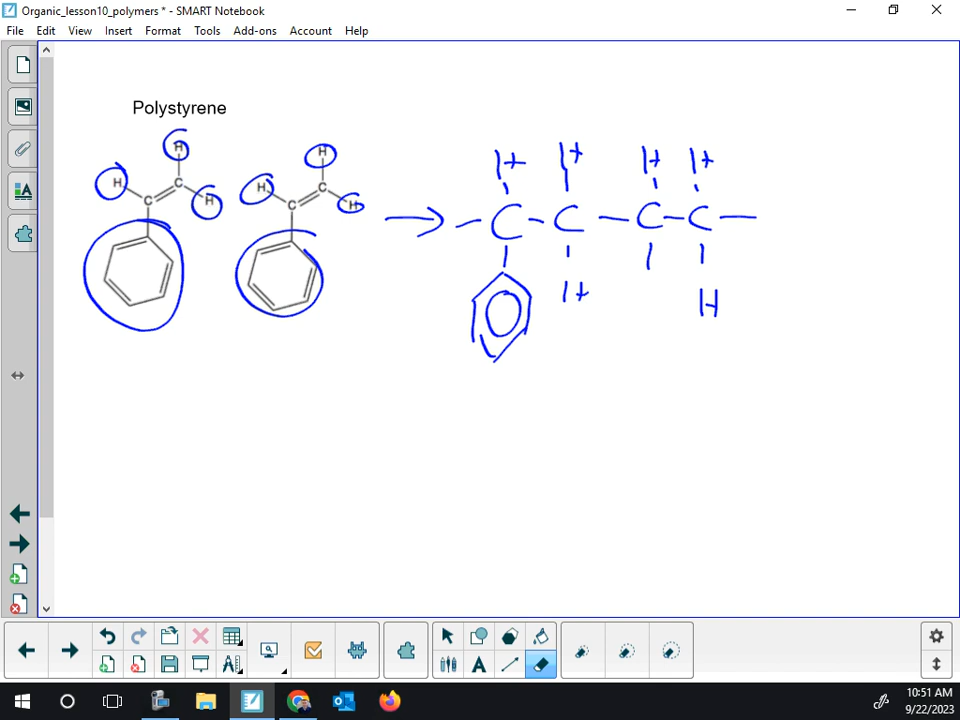 Organic_lesson10_polymers * - SMART Notebook
File Edit View Insert Format Tools Add-ons Account Help
Polystyrene
H H
H H H H
H H H H
C C C C
C C C C
H H
10:51 AM
9/22/2023